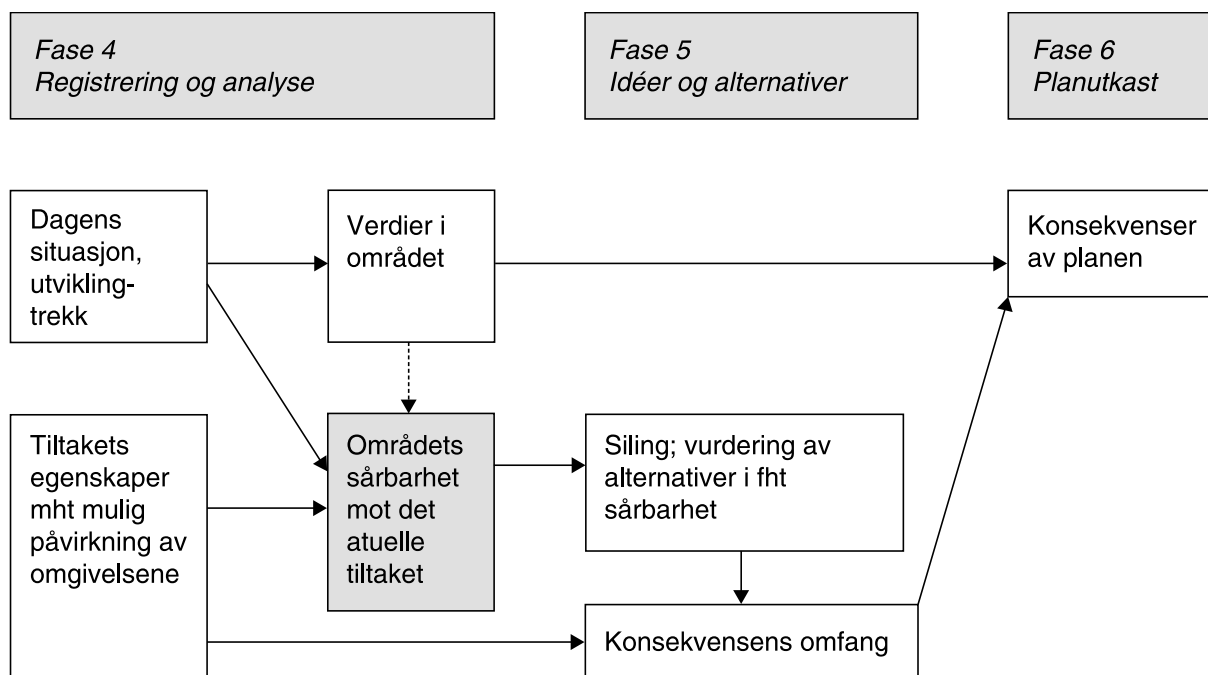 Fase 4
Registrering og analyse
Fase 5
Idéer og alternativer
Fase 6
Planutkast
Dagens
situasjon,
utvikling-
trekk
Verdier i
området
Konsekvenser
av planen
Tiltakets
egenskaper
mht mulig
påvirkning av
omgivelsene
Områdets
sårbarhet
mot det
atuelle
tiltaket
Siling; vurdering av
alternativer i fht
sårbarhet
Konsekvensens omfang